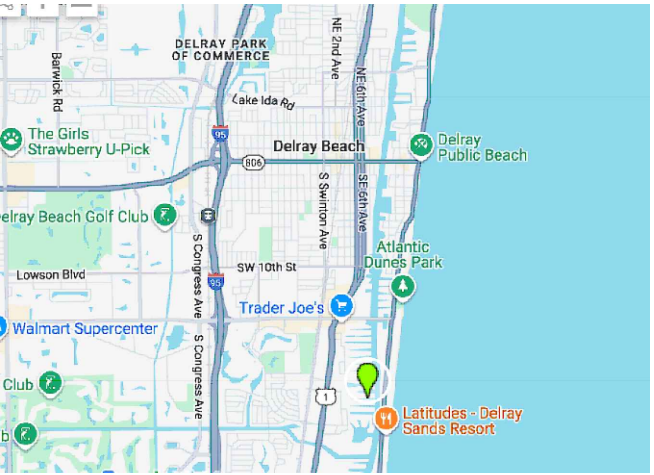 DELRAY PARK
OF COMMERCE
NE 2nd Ave
Barwick Rd
NE 6th Ave
Lake Ida Rd
95
The Girls
Strawberry U-Pick
Delray Beach
Delray
Public Beach
806
S Swinton Ave
SE 6th Ave
elray Beach Golf Club
S Congress Ave
Atlantic
Dunes Park
SW 10th St
Lowson Blvd
95
Trader Joe's
Walmart Supercenter
S Congress Ave
Club
1
Latitudes - Delray
Sands Resort
b